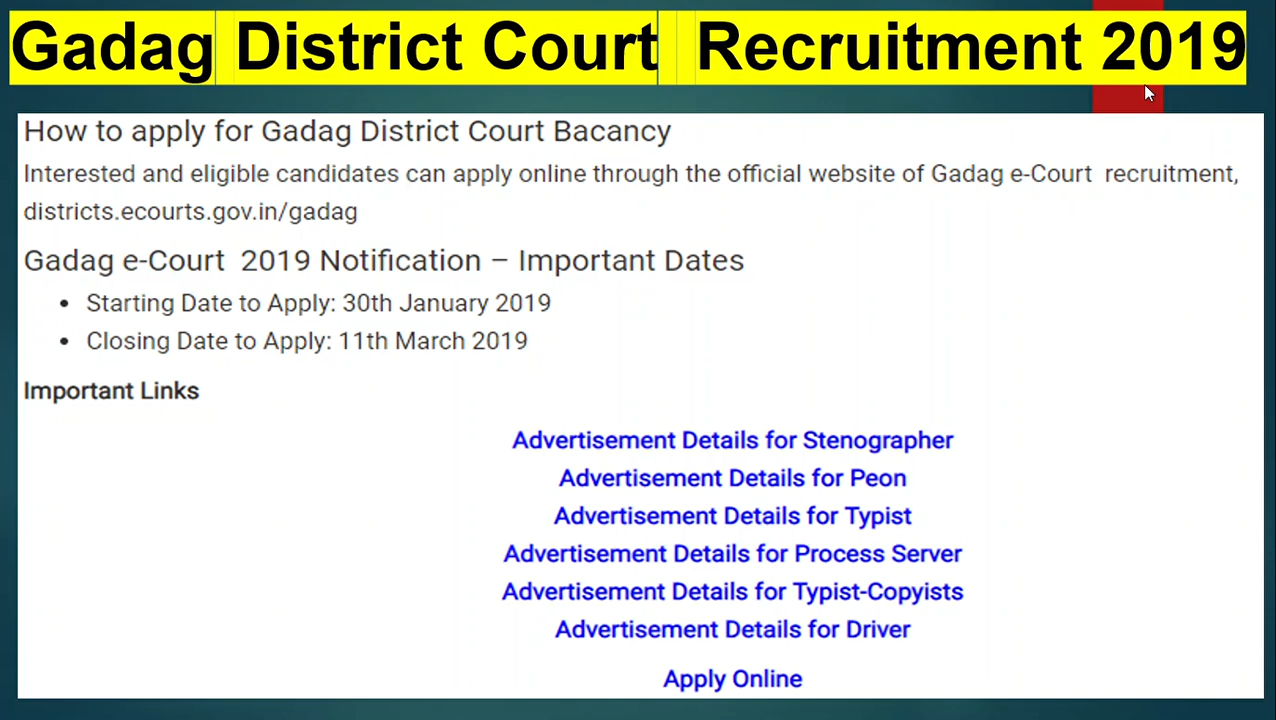 Gadag District Court Recruitment 2019
How to apply for Gadag District Court Bacancy
Interested and eligible candidates can apply online through the official website of Gadag e-Court recruitment,
districts.ecourts.gov.in/gadag
Gadag e-Court 2019 Notification – Important Dates
• Starting Date to Apply: 30th January 2019
• Closing Date to Apply: 11th March 2019
Important Links
Advertisement Details for Stenographer
Advertisement Details for Peon
Advertisement Details for Typist
Advertisement Details for Process Server
Advertisement Details for Typist-Copyists
Advertisement Details for Driver
Apply Online